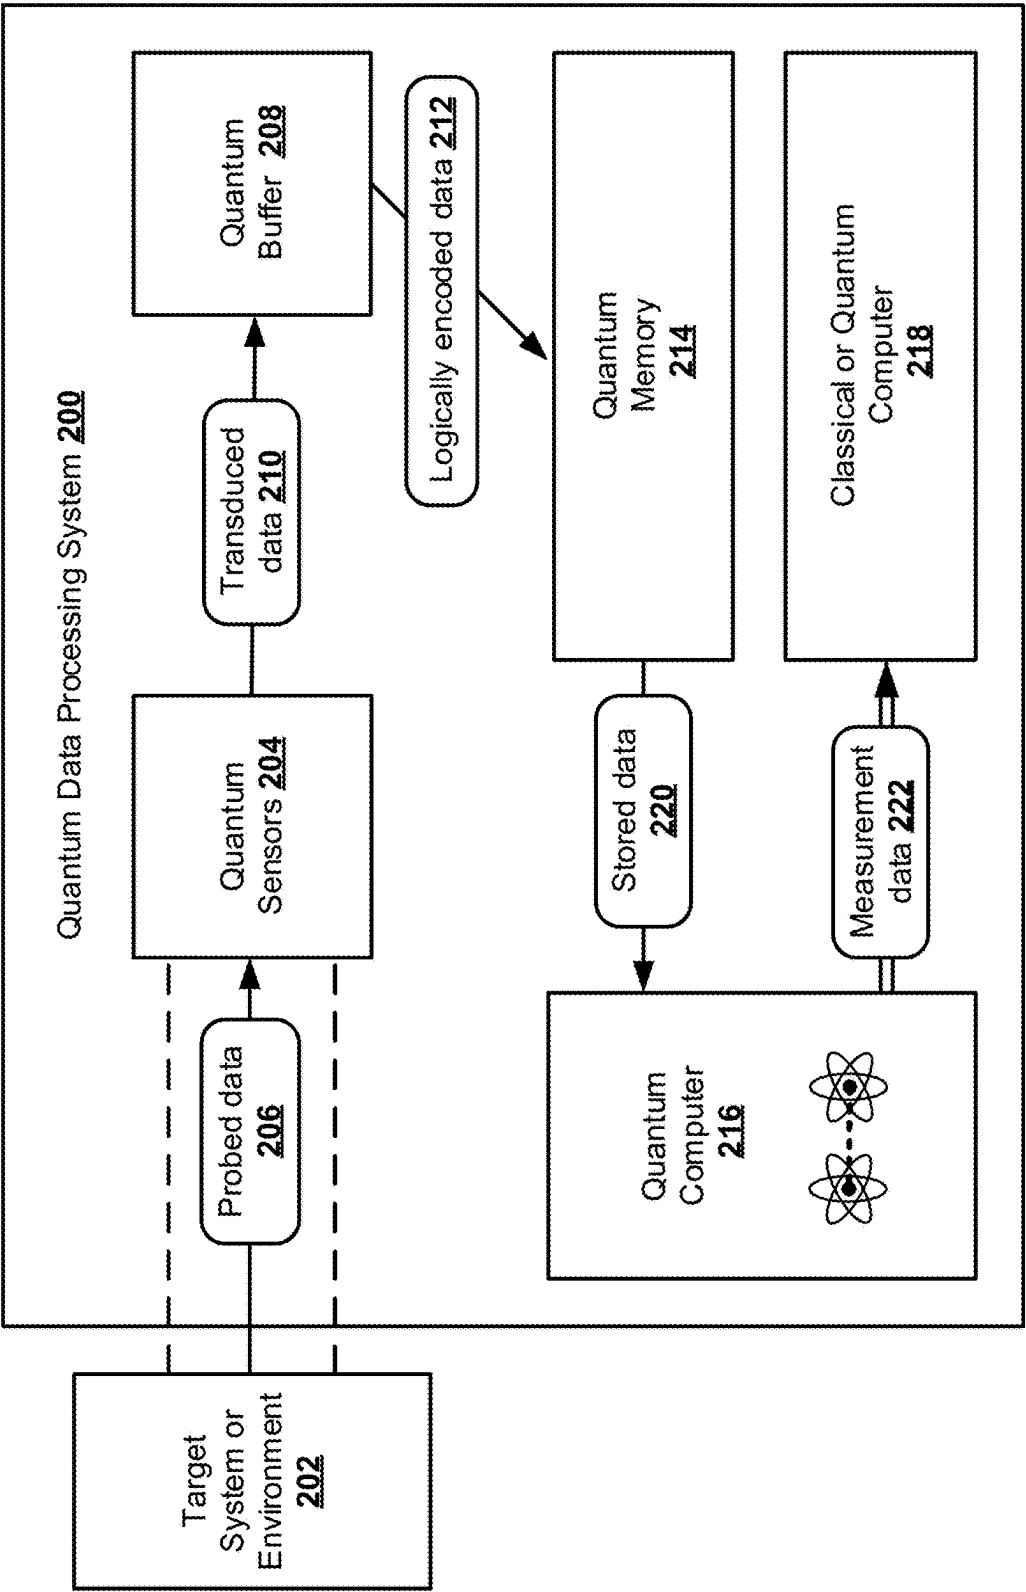 Quantum Data Processing System 200
Target
System or
Environment
202
Probed data
206
Quantum
Sensors 204
Transduced
data 210
Quantum
Buffer 208
Logically encoded data 212
Quantum
Memory
214
Stored data
220
Quantum
Computer
216
Measurement
data 222
Classical or Quantum
Computer
218